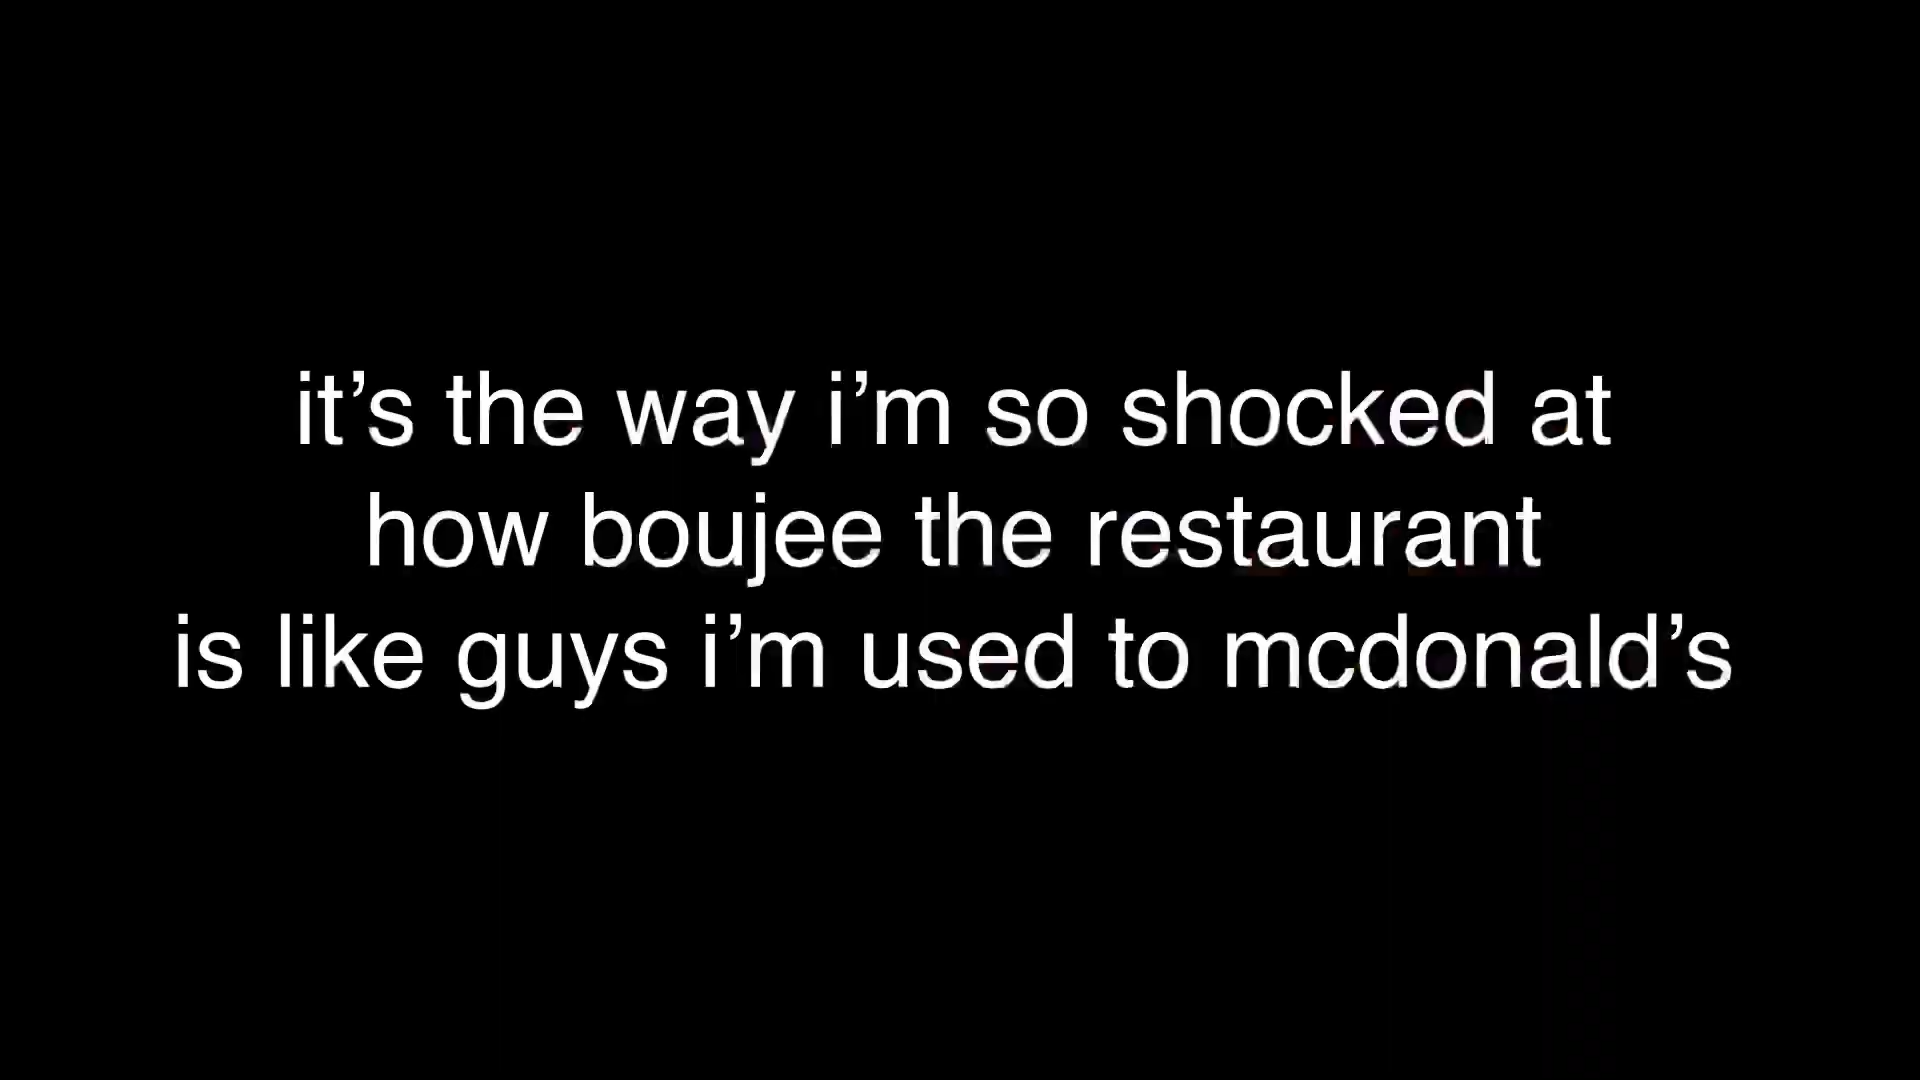 it’s the way i’m so shocked at
how boujee the restaurant
is like guys i’m used to mcdonald’s